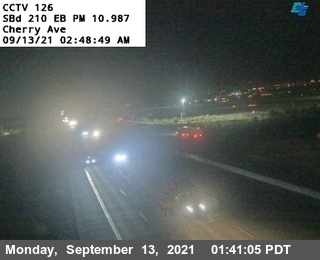 CCTV 126
SBd 210 EB PM 10.987
Cherry Ave
09/13/21 02:48:49 AM
Monday, September 13, 2021 01:41:05 PDT